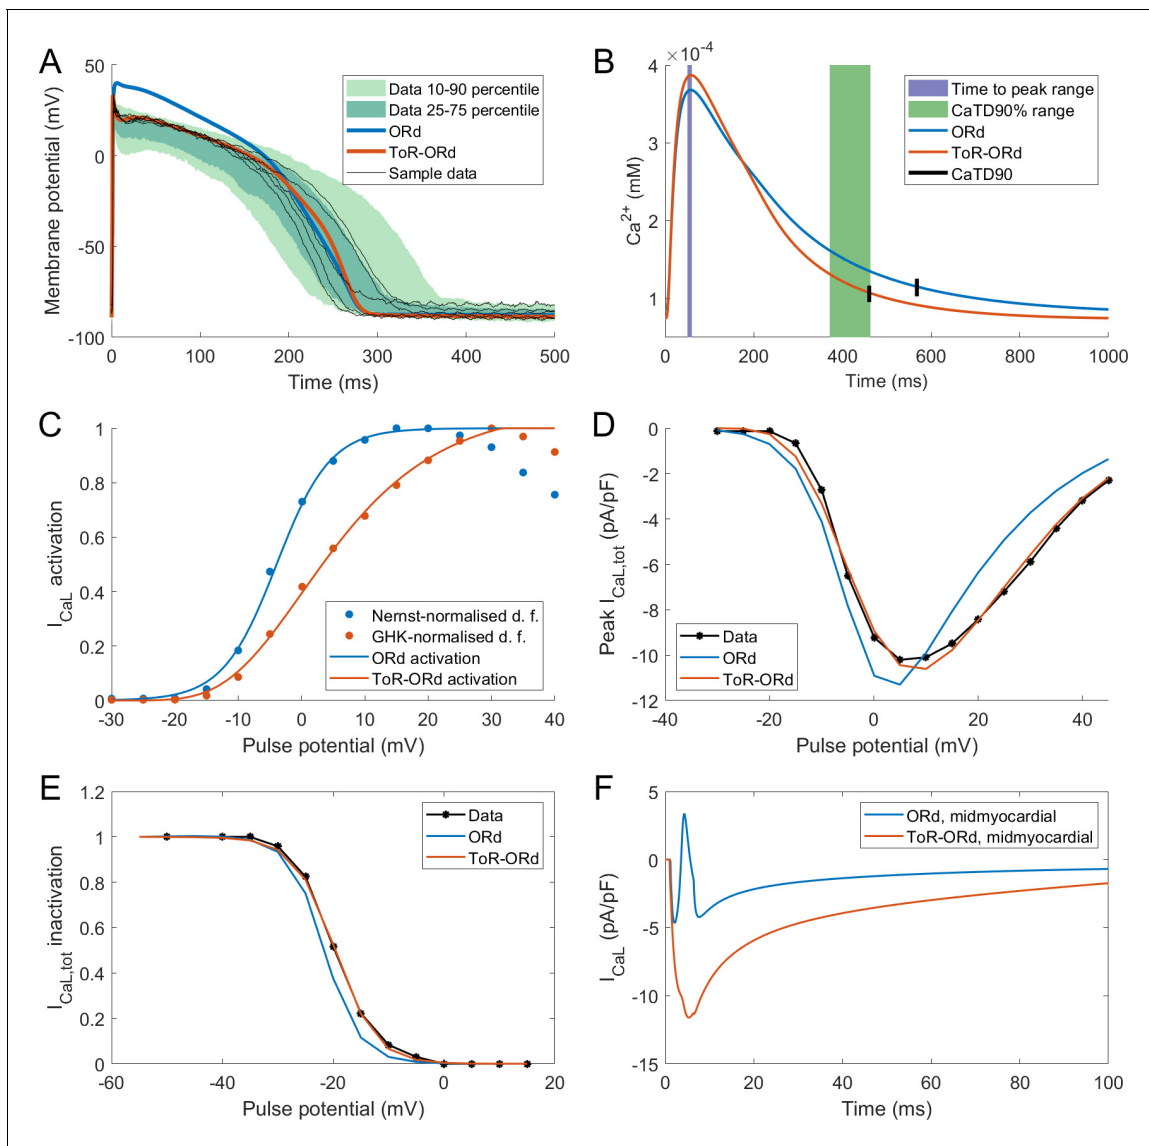 A
50
0
-50
-100
Membrane potential (mV)
Data 10-90 percentile
Data 25-75 percentile
ORd
ToR-ORd
Sample data
0
100
200
300
400
500
Time (ms)
B
×10⁻⁴
4
3
2
1
Ca²⁺ (mM)
Time to peak range
CaTD90% range
ORd
ToR-ORd
CaTD90
0
200
400
600
800
1000
Time (ms)
C
1
0.8
0.6
0.4
0.2
0
I_CaL activation
Nernst-normalised d. f.
GHK-normalised d. f.
ORd activation
ToR-ORd activation
-30
-20
-10
0
10
20
30
40
Pulse potential (mV)
D
0
-2
-4
-6
-8
-10
-12
Peak I_CaL,tot (pA/pF)
Data
ORd
ToR-ORd
-40
-20
0
20
40
Pulse potential (mV)
E
1.2
1
0.8
0.6
0.4
0.2
0
I_CaL,tot inactivation
Data
ORd
ToR-ORd
-60
-40
-20
0
20
Pulse potential (mV)
F
5
0
-5
-10
-15
I_CaL (pA/pF)
ORd, midmyocardial
ToR-ORd, midmyocardial
0
20
40
60
80
100
Time (ms)